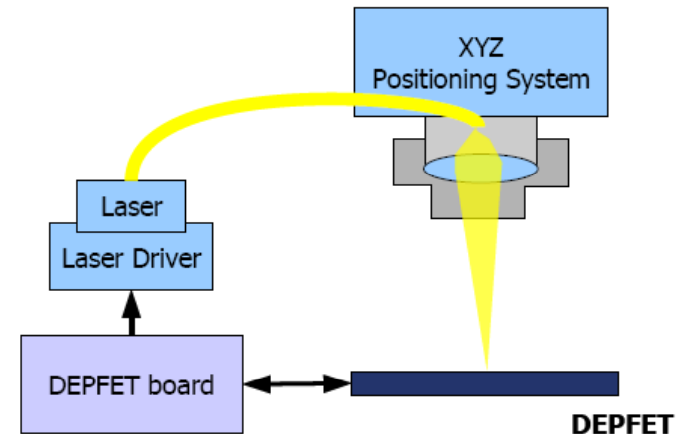 XYZ
Positioning System
Laser
Laser Driver
DEPFET board
DEPFET